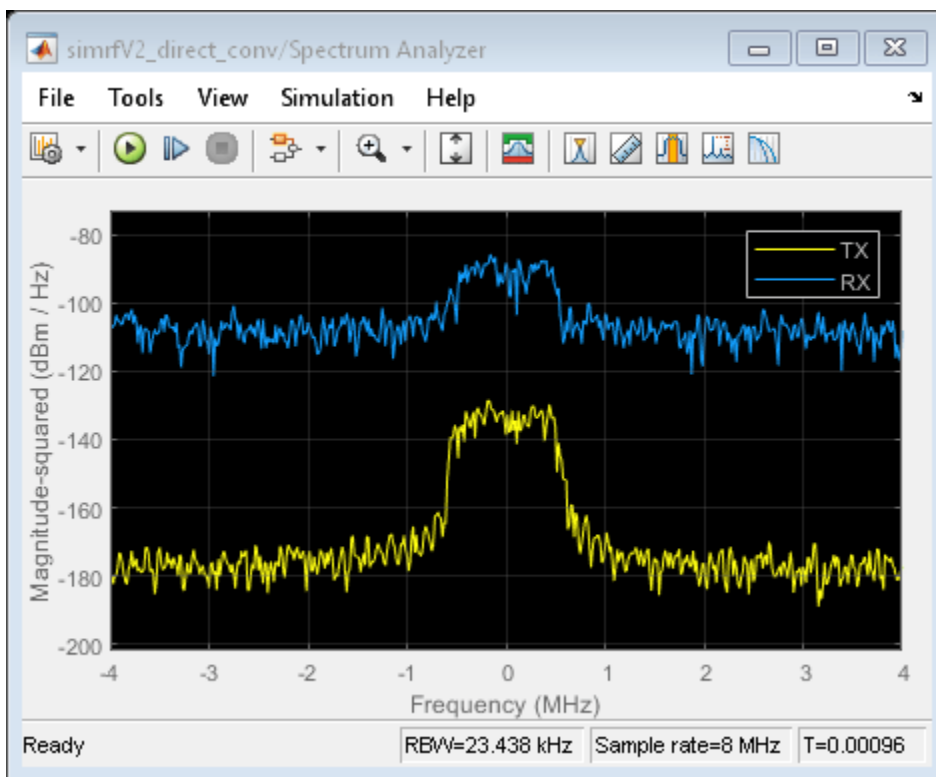 simrfV2_direct_conv/Spectrum Analyzer
File Tools View Simulation Help
TX
RX
-80
-100
-120
-140
-160
-180
-200
Magnitude-squared (dBm / Hz)
-4 -3 -2 -1 0 1 2 3 4
Frequency (MHz)
Ready RBW=23.438 kHz Sample rate=8 MHz T=0.00096